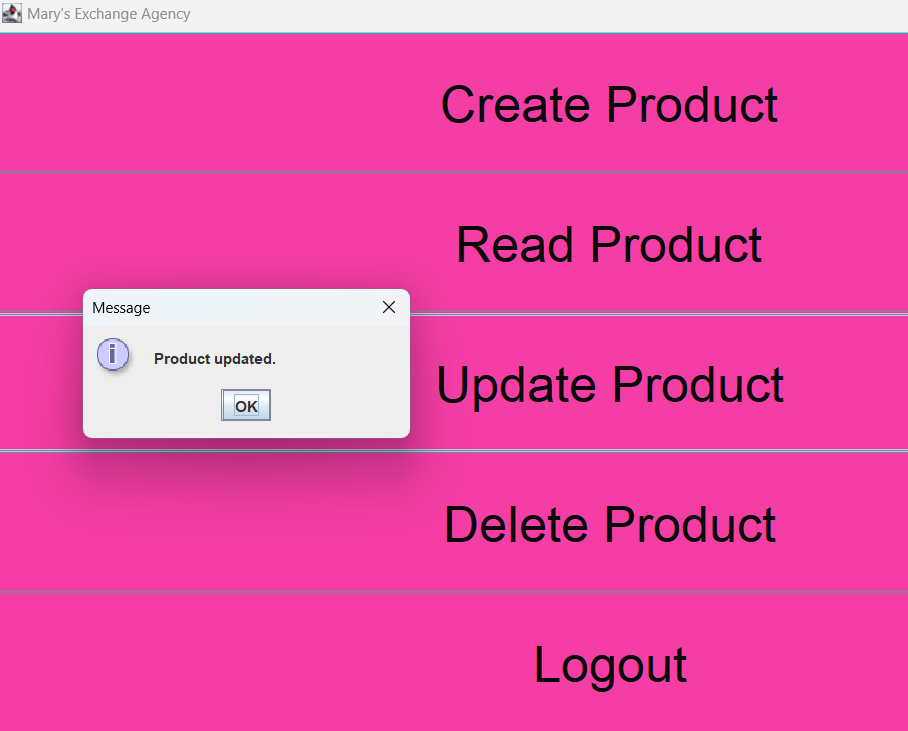 Mary's Exchange Agency
Create Product
Read Product
Message
Product updated.
OK
Update Product
Delete Product
Logout